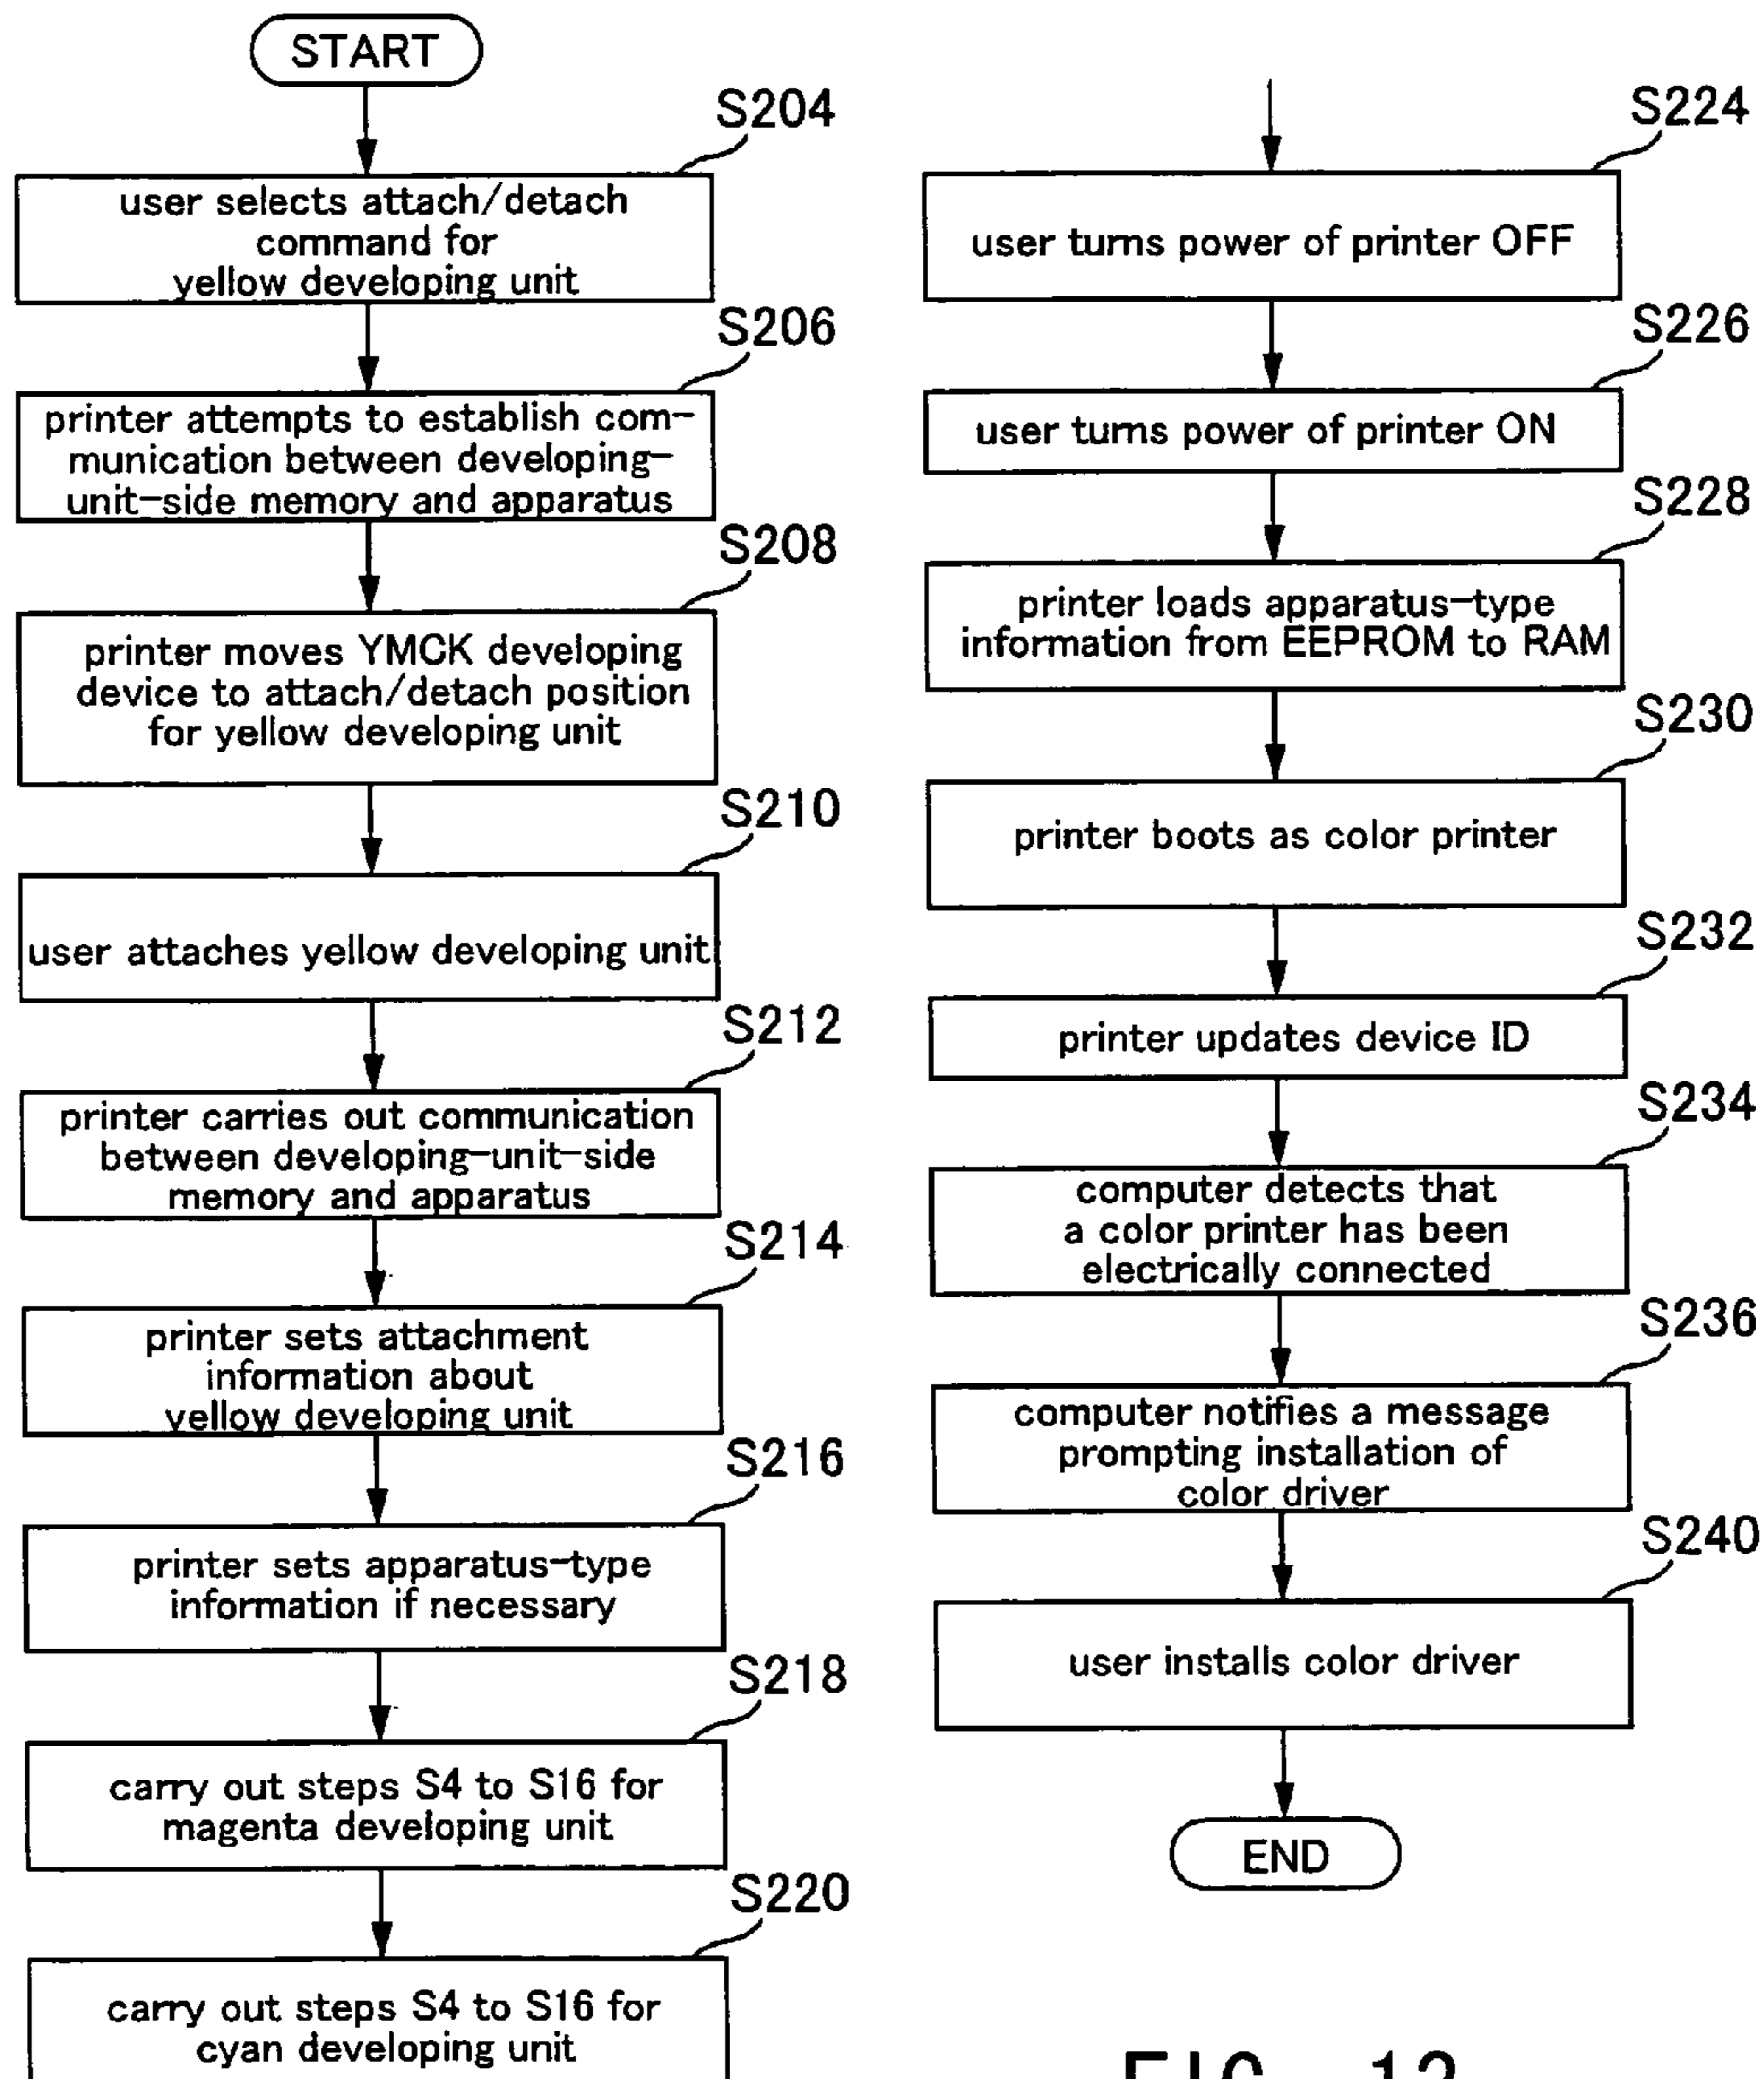 START
S204
user selects attach/detach
command for
yellow developing unit
S206
printer attempts to establish com-
munication between developing-
unit-side memory and apparatus
S208
printer moves YMCK developing
device to attach/detach position
for yellow developing unit
S210
user attaches yellow developing unit
S212
printer carries out communication
between developing-unit-side
memory and apparatus
S214
printer sets attachment
information about
yellow developing unit
S216
printer sets apparatus-type
information if necessary
S218
carry out steps S4 to S16 for
magenta developing unit
S220
carry out steps S4 to S16 for
cyan developing unit
S224
user turns power of printer OFF
S226
user turns power of printer ON
S228
printer loads apparatus-type
information from EEPROM to RAM
S230
printer boots as color printer
S232
printer updates device ID
S234
computer detects that
a color printer has been
electrically connected
S236
computer notifies a message
prompting installation of
color driver
S240
user installs color driver
END